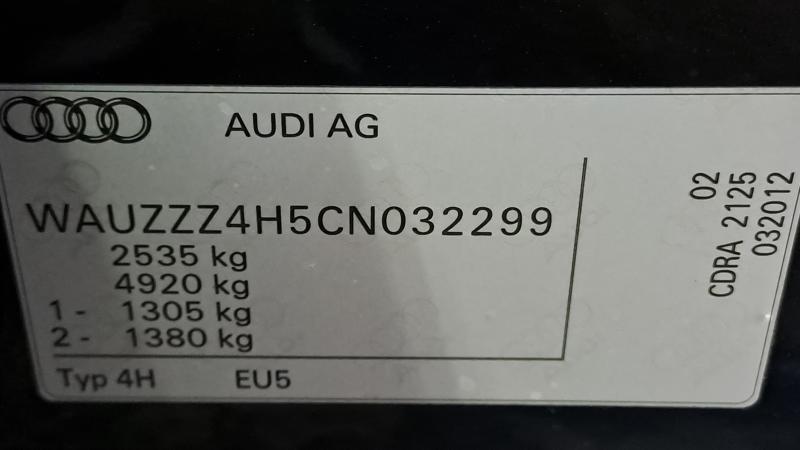 AUDI AG
WAUZZZ4H5CN032299
2535 kg
4920 kg
1- 1305 kg
2- 1380 kg
Typ 4H EU5
02
CDRA 2125
032012